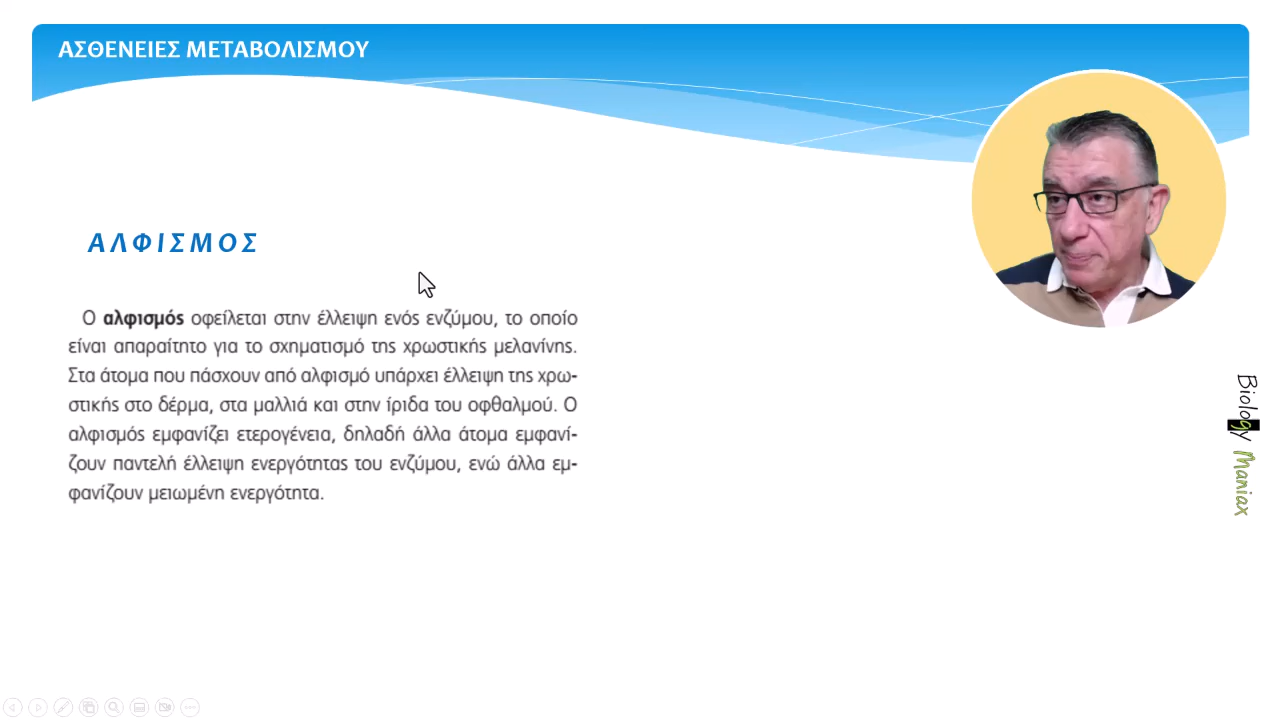 ΑΣΘΕΝΕΙΕΣ ΜΕΤΑΒΟΛΙΣΜΟΥ
ΑΛΦΙΣΜΟΣ
Ο αλφισμός οφείλεται στην έλλειψη ενός ενζύμου, το οποίο
είναι απαραίτητο για το σχηματισμό της χρωστικής μελανίνης.
Στα άτομα που πάσχουν από αλφισμό υπάρχει έλλειψη της χρω-
στικής στο δέρμα, στα μαλλιά και στην ίριδα του οφθαλμού. Ο
αλφισμός εμφανίζει ετερογένεια, δηλαδή άλλα άτομα εμφανί-
ζουν παντελή έλλειψη ενεργότητας του ενζύμου, ενώ άλλα εμ-
φανίζουν μειωμένη ενεργότητα.
Biology Maniax